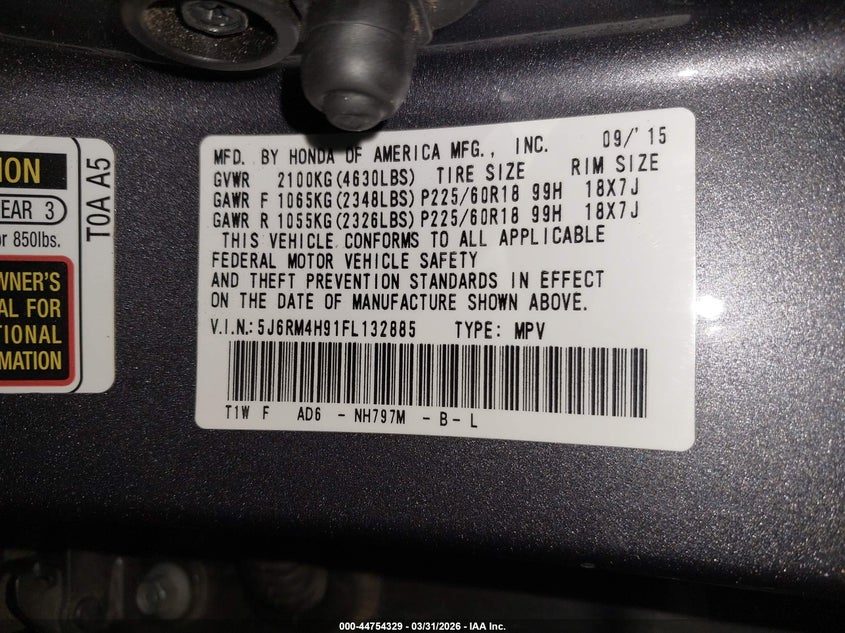 ION
EAR 3
r 850lbs.
WNER'S
AL FOR
TIONAL
MATION
TOA A5
MFD. BY HONDA OF AMERICA MFG., INC. 09/'15
GVWR 2100KG(4630LBS) TIRE SIZE RIM SIZE
GAWR F 1065KG(2348LBS)P225/60R18 99H 18X7J
GAWR R 1055KG(2326LBS)P225/60R18 99H 18X7J
THIS VEHICLE CONFORMS TO ALL APPLICABLE
FEDERAL MOTOR VEHICLE SAFETY
AND THEFT PREVENTION STANDARDS IN EFFECT
ON THE DATE OF MANUFACTURE SHOWN ABOVE.
V.I.N.: 5J6RM4H91FL132885 TYPE: MPV
T1W F AD6 - NH797M - B - L
000-44754329 - 03/31/2026 - IAA Inc.